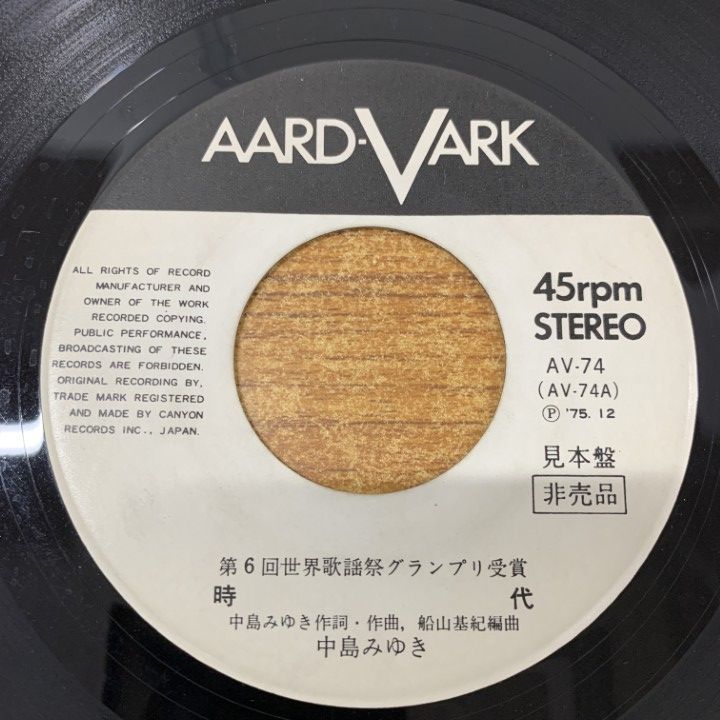 AARD-VARK
ALL RIGHTS OF RECORD
MANUFACTURER AND
OWNER OF THE WORK
RECORDED COPYING.
PUBLIC PERFORMANCE,
BROADCASTING OF THESE
RECORDS ARE FORBIDDEN.
ORIGINAL RECORDING BY,
TRADE MARK REGISTERED
AND MADE BY CANYON
RECORDS INC., JAPAN.
45rpm
STEREO
AV-74
(AV-74A)
Ⓟ '75. 12
見本盤
非売品
第6回世界歌謡祭グランプリ受賞
時代
中島みゆき作詞・作曲, 船山基紀編曲
中島みゆき